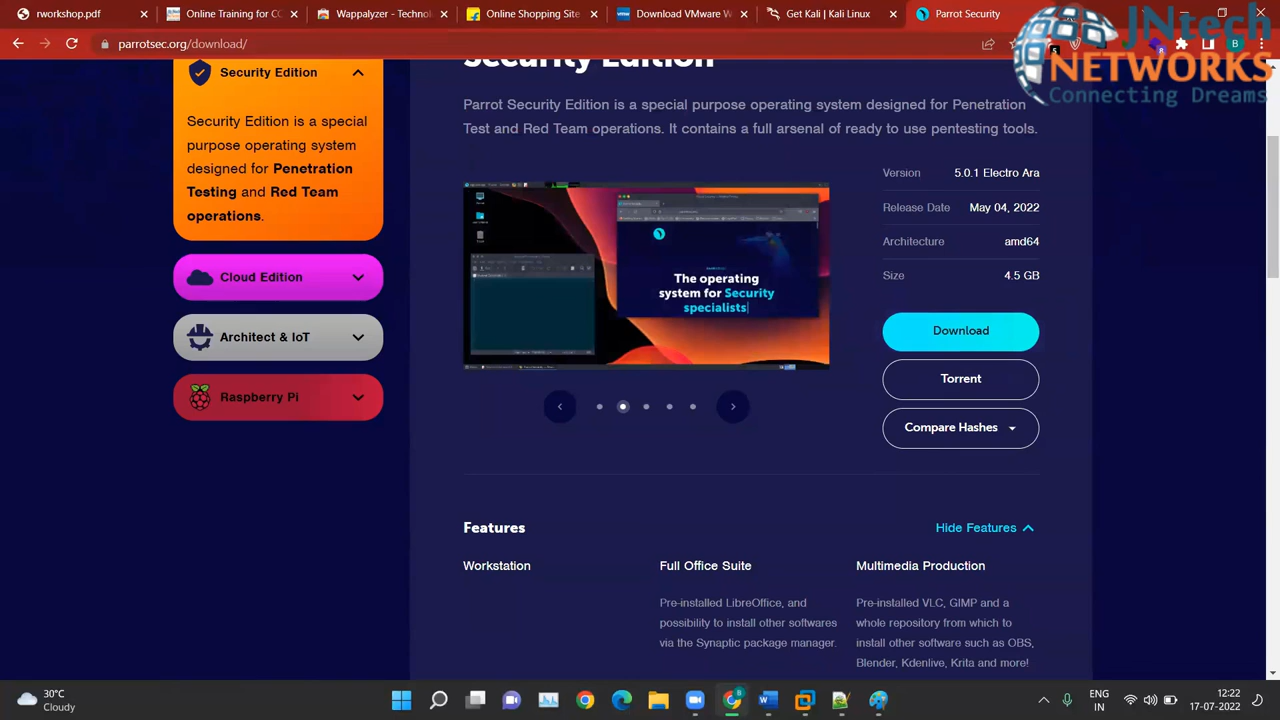 rworkshop.pdf
Online Training for CC
Wappalyzer - Technol
Online Shopping Site
Download VMware W
Get Kali Linux
Parrot Security
parrotsec.org/download/
JNtech
NETWORKS
Connecting Dreams
Security Edition
Security Edition is a special
purpose operating system
designed for Penetration
Testing and Red Team
operations.
Cloud Edition
Architect & IoT
Raspberry Pi
Security Edition
Parrot Security Edition is a special purpose operating system designed for Penetration
Test and Red Team operations. It contains a full arsenal of ready to use pentesting tools.
The operating
system for Security
specialists
Version 5.0.1 Electro Ara
Release Date May 04, 2022
Architecture amd64
Size 4.5 GB
Download
Torrent
Compare Hashes
Features
Hide Features
Workstation
Full Office Suite
Pre-installed LibreOffice, and
possibility to install other softwares
via the Synaptic package manager.
Multimedia Production
Pre-installed VLC, GIMP and a
whole repository from which to
install other software such as OBS,
Blender, Kdenlive, Krita and more!
30°C
Cloudy
ENG
IN
12:22
17-07-2022